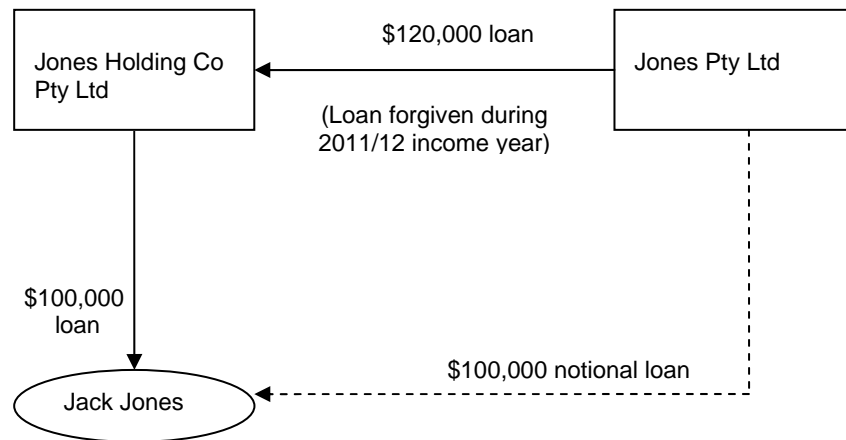 $120,000 loan
Jones Holding Co
Pty Ltd
Jones Pty Ltd
(Loan forgiven during
2011/12 income year)
$100,000
loan
$100,000 notional loan
Jack Jones